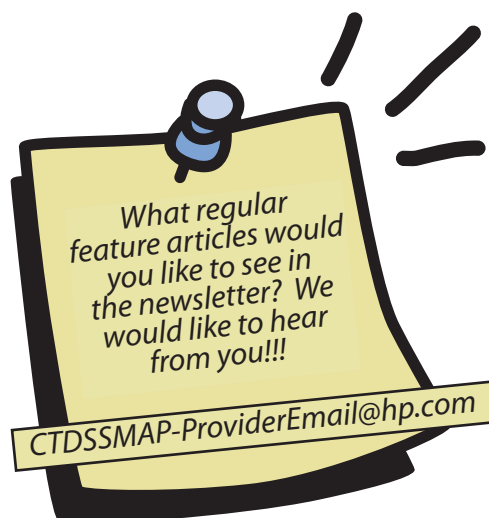 What regular
feature articles would
you like to see in
the newsletter? We
would like to hear
from you!!!
CTDSSMAP-ProviderEmail@hp.com